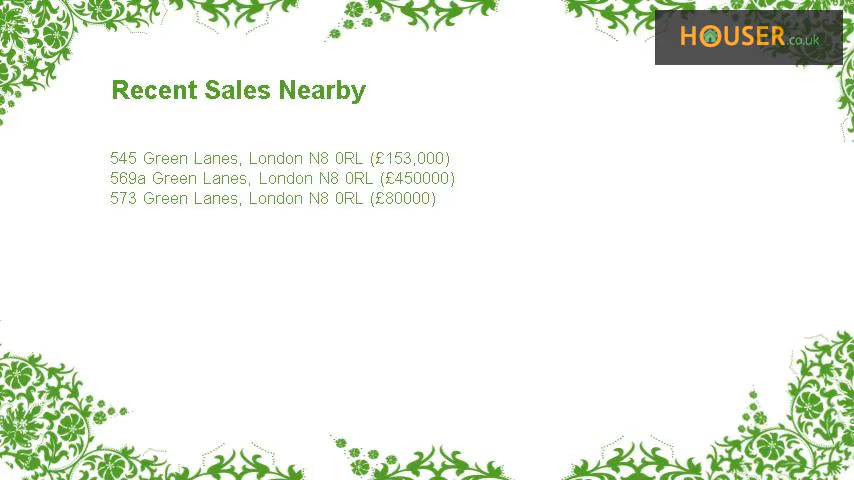 HOUSER.co.uk
Recent Sales Nearby
545 Green Lanes, London N8 0RL (£153,000)
569a Green Lanes, London N8 0RL (£450000)
573 Green Lanes, London N8 0RL (£80000)